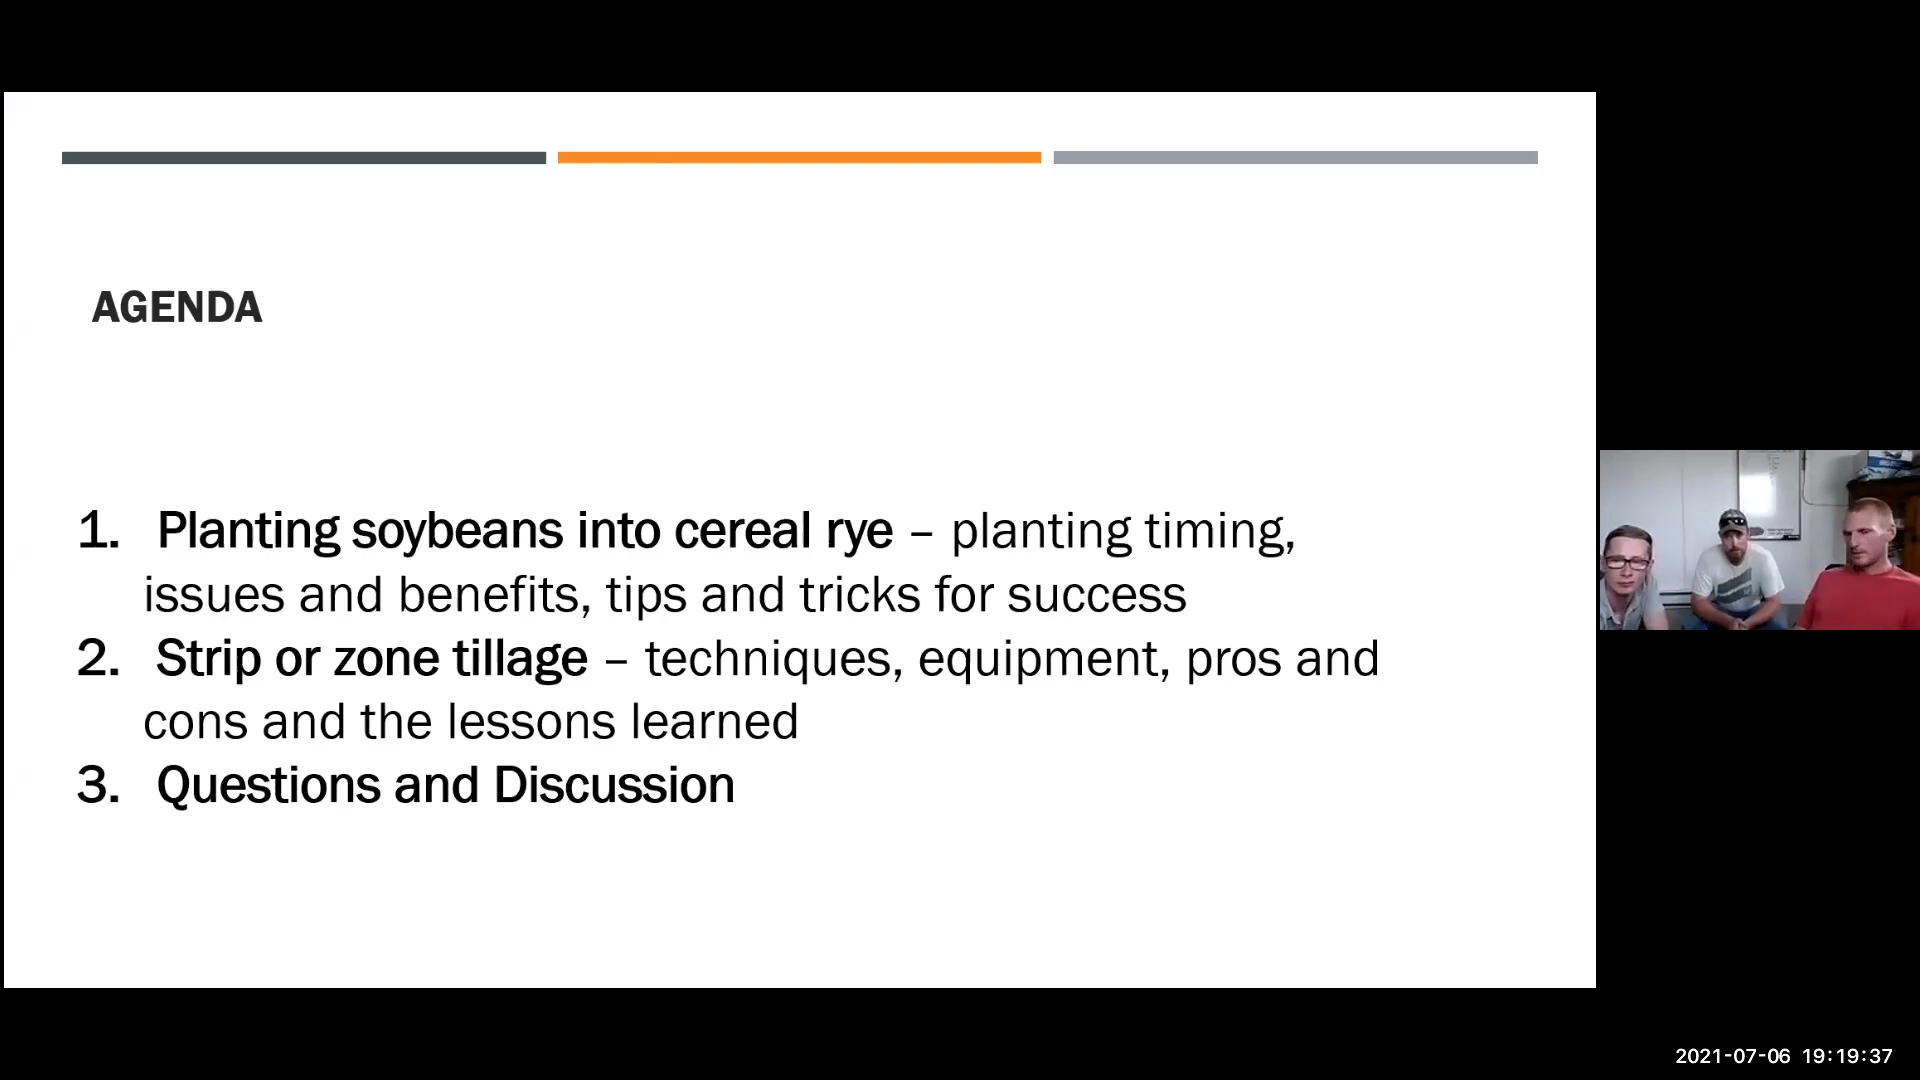 AGENDA
1. Planting soybeans into cereal rye – planting timing,
issues and benefits, tips and tricks for success
2. Strip or zone tillage – techniques, equipment, pros and
cons and the lessons learned
3. Questions and Discussion
2021-07-06 19:19:37